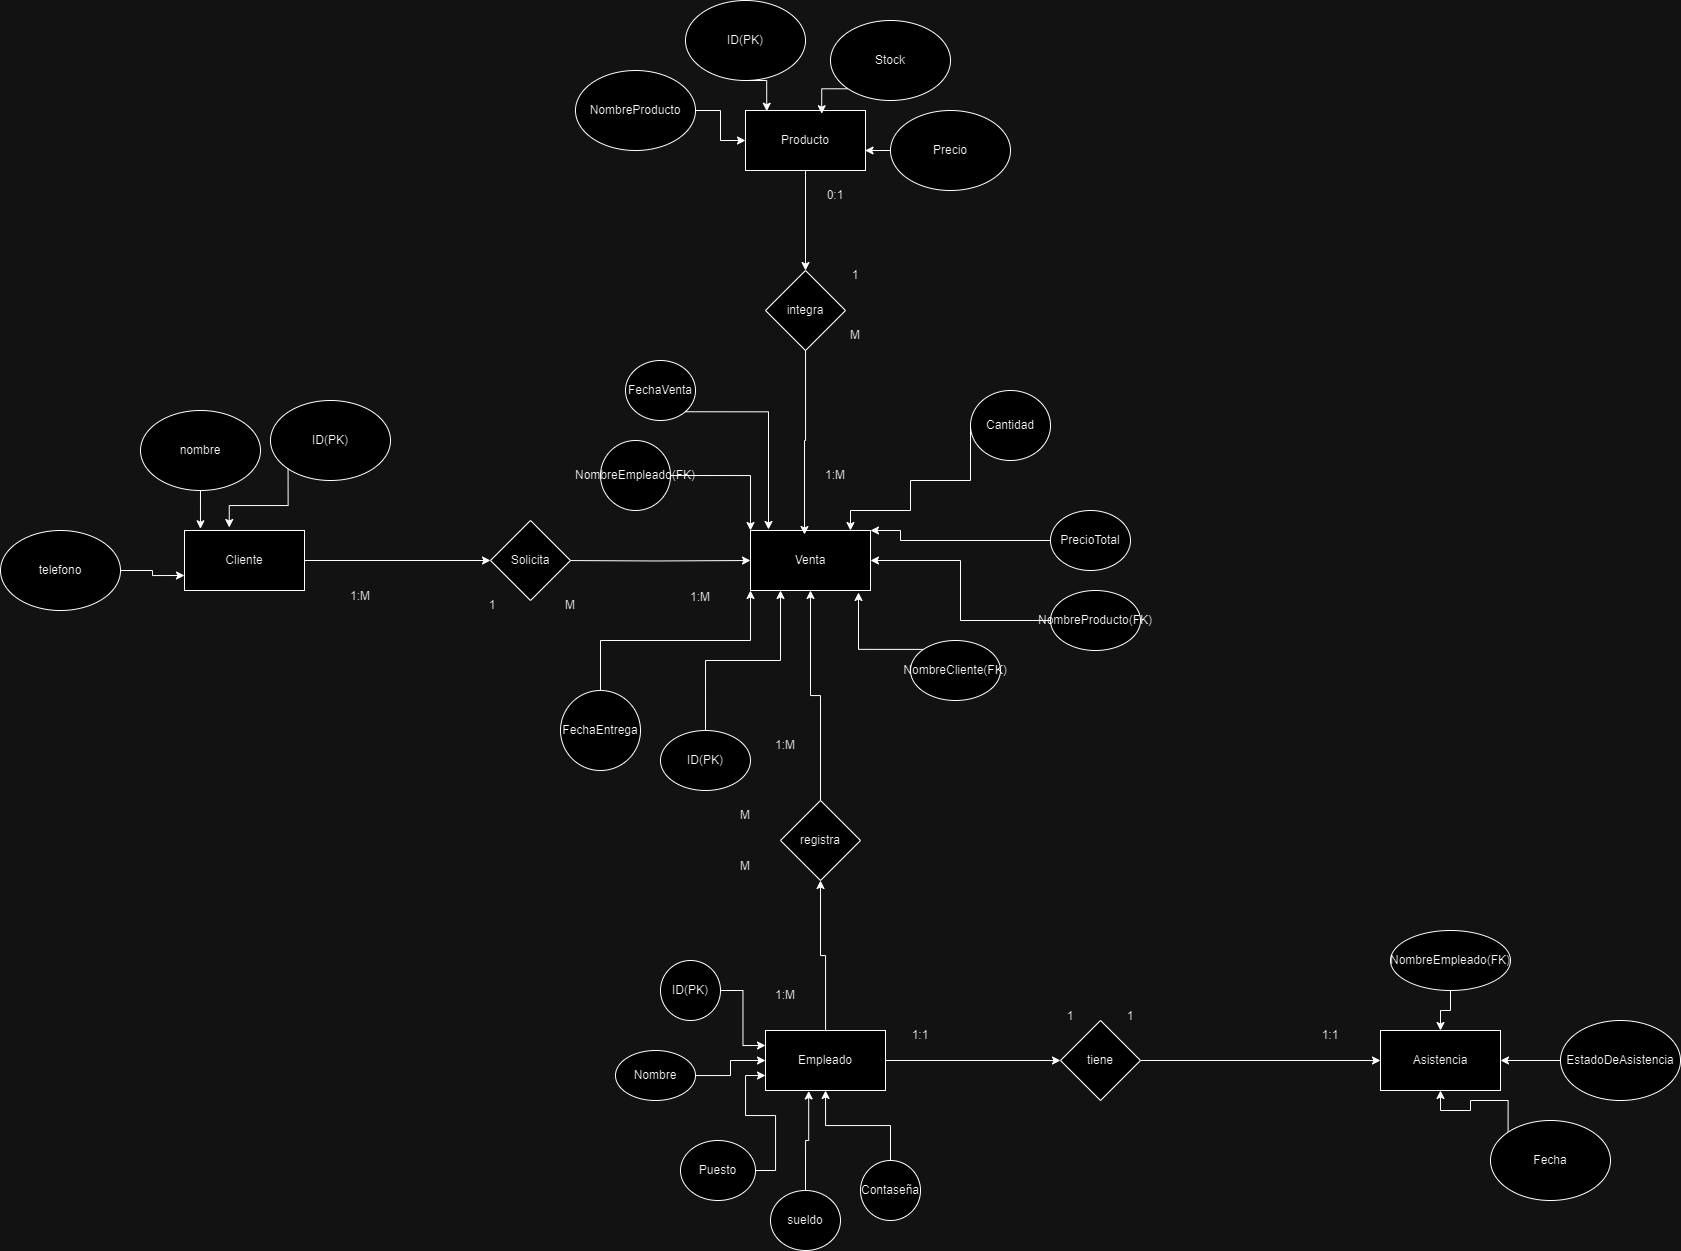 ID(PK)
Stock
NombreProducto
Producto
Precio
0:1
1
integra
M
FechaVenta
Cantidad
nombre
ID(PK)
NombreEmpleado(FK)
1:M
PrecioTotal
telefono
Cliente
Solicita
Venta
1:M
1
M
1:M
NombreProducto(FK)
NombreCliente(FK)
FechaEntrega
ID(PK)
1:M
M
registra
M
NombreEmpleado(FK)
ID(PK)
1:M
1:1
1
1
1:1
Nombre
Empleado
tiene
Asistencia
EstadoDeAsistencia
Puesto
sueldo
Contaseña
Fecha